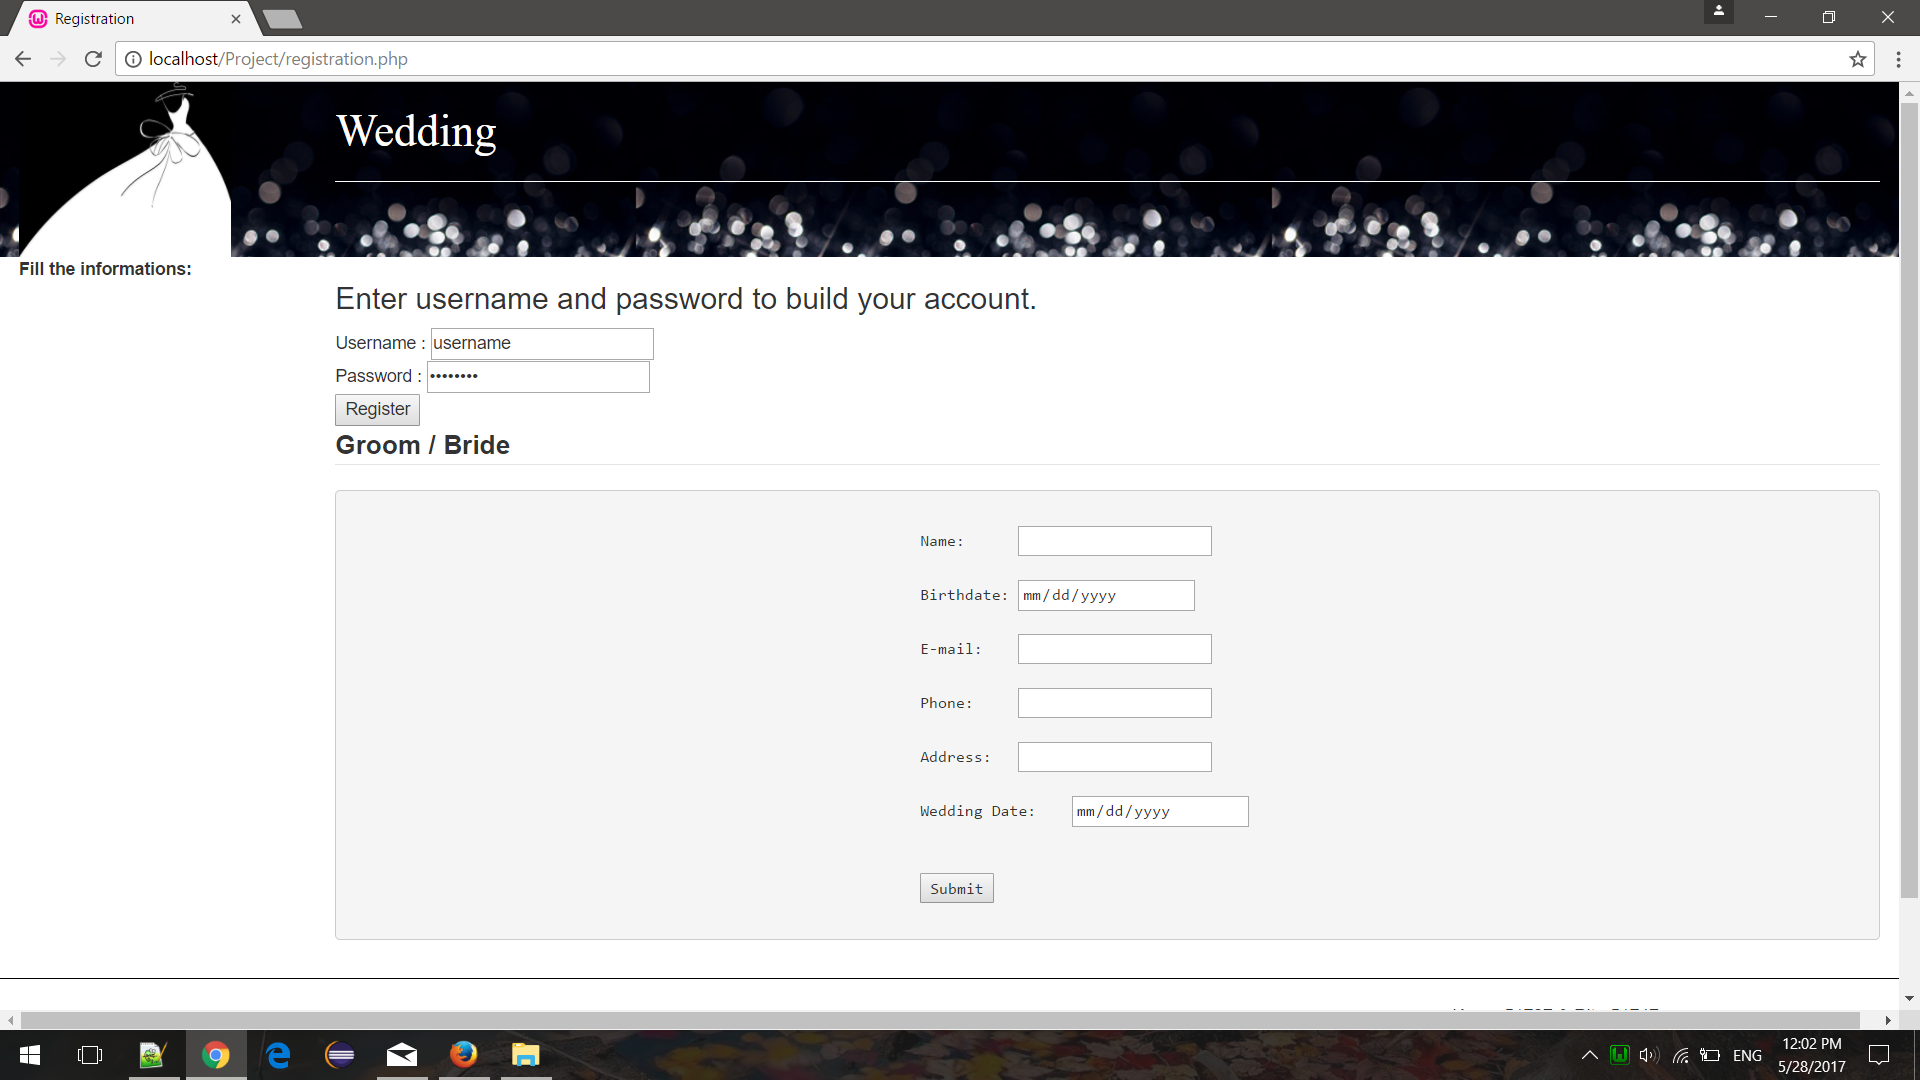 Registration
localhost/Project/registration.php
Wedding
Fill the informations:
Enter username and password to build your account.
Username : username
Password : ••••••••
Register
Groom / Bride
Name:
Birthdate: mm/dd/yyyy
E-mail:
Phone:
Address:
Wedding Date: mm/dd/yyyy
Submit
ENG
12:02 PM
5/28/2017